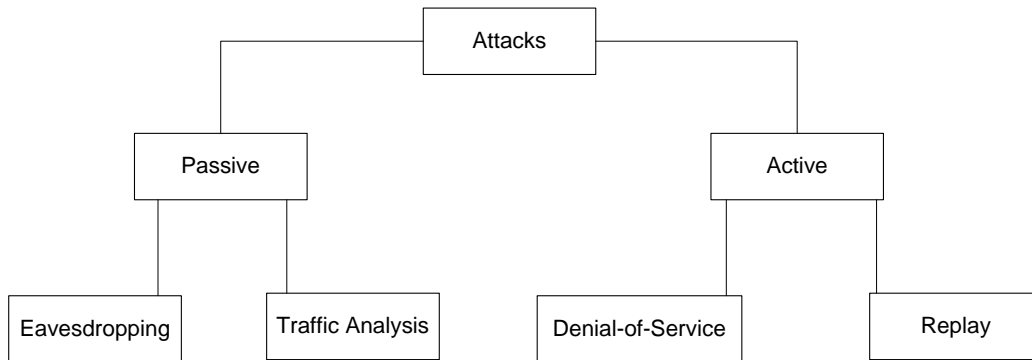 Attacks
Passive
Active
Eavesdropping
Traffic Analysis
Denial-of-Service
Replay